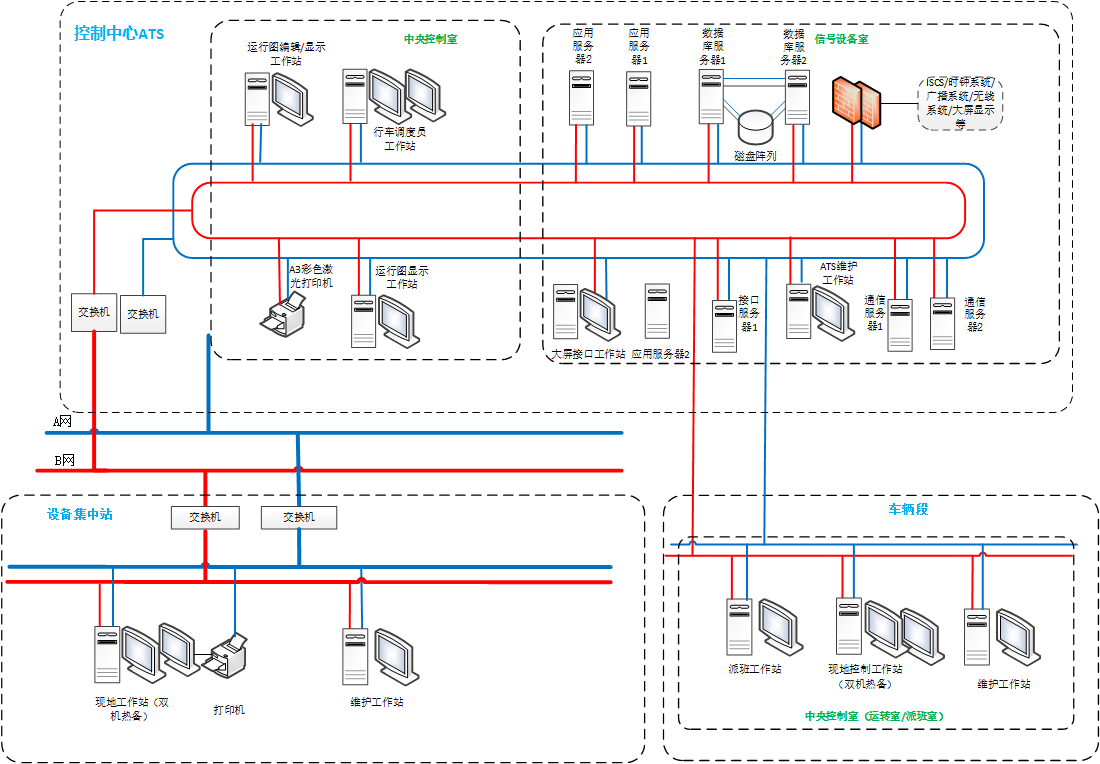 控制中心ATS
中央控制室
运行图编辑/显示
工作站
行车调度员
工作站
应用
服务
器2
应用
服务
器1
数据
库服
务器1
数据
库服
务器2
信号设备室
磁盘阵列
ISCS/时钟系统/
广播系统/无线
系统/大屏显示
等
A3彩色激
光打印机
运行图显示
工作站
交换机
交换机
大屏接口工作站
应用服务器2
接口
服务
器1
ATS维护
工作站
通信
服务
器1
通信
服务
器2
A网
B网
设备集中站
交换机
交换机
现地工作站（双
机热备）
打印机
维护工作站
车辆段
派班工作站
现地控制工作站
（双机热备）
维护工作站
中央控制室（运转室/派班室）